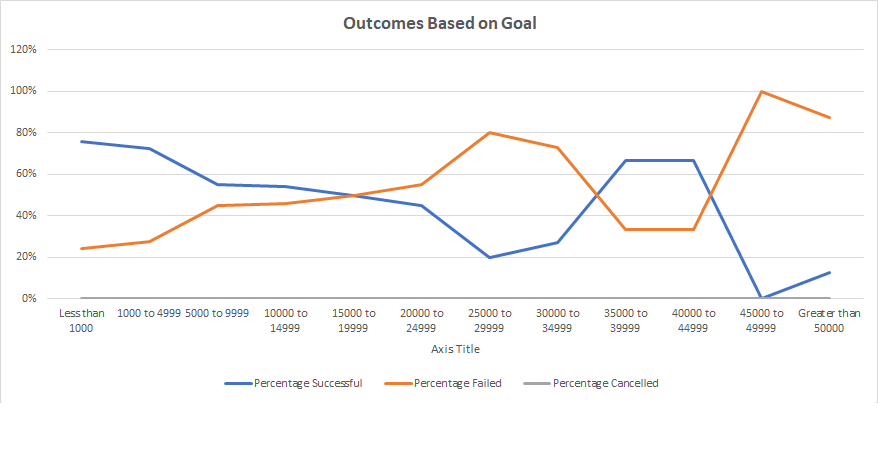 Outcomes Based on Goal
120%
100%
80%
60%
40%
20%
0%
Less than 1000
1000 to 4999
5000 to 9999
10000 to 14999
15000 to 19999
20000 to 24999
25000 to 29999
30000 to 34999
35000 to 39999
40000 to 44999
45000 to 49999
Greater than 50000
Axis Title
Percentage Successful
Percentage Failed
Percentage Cancelled